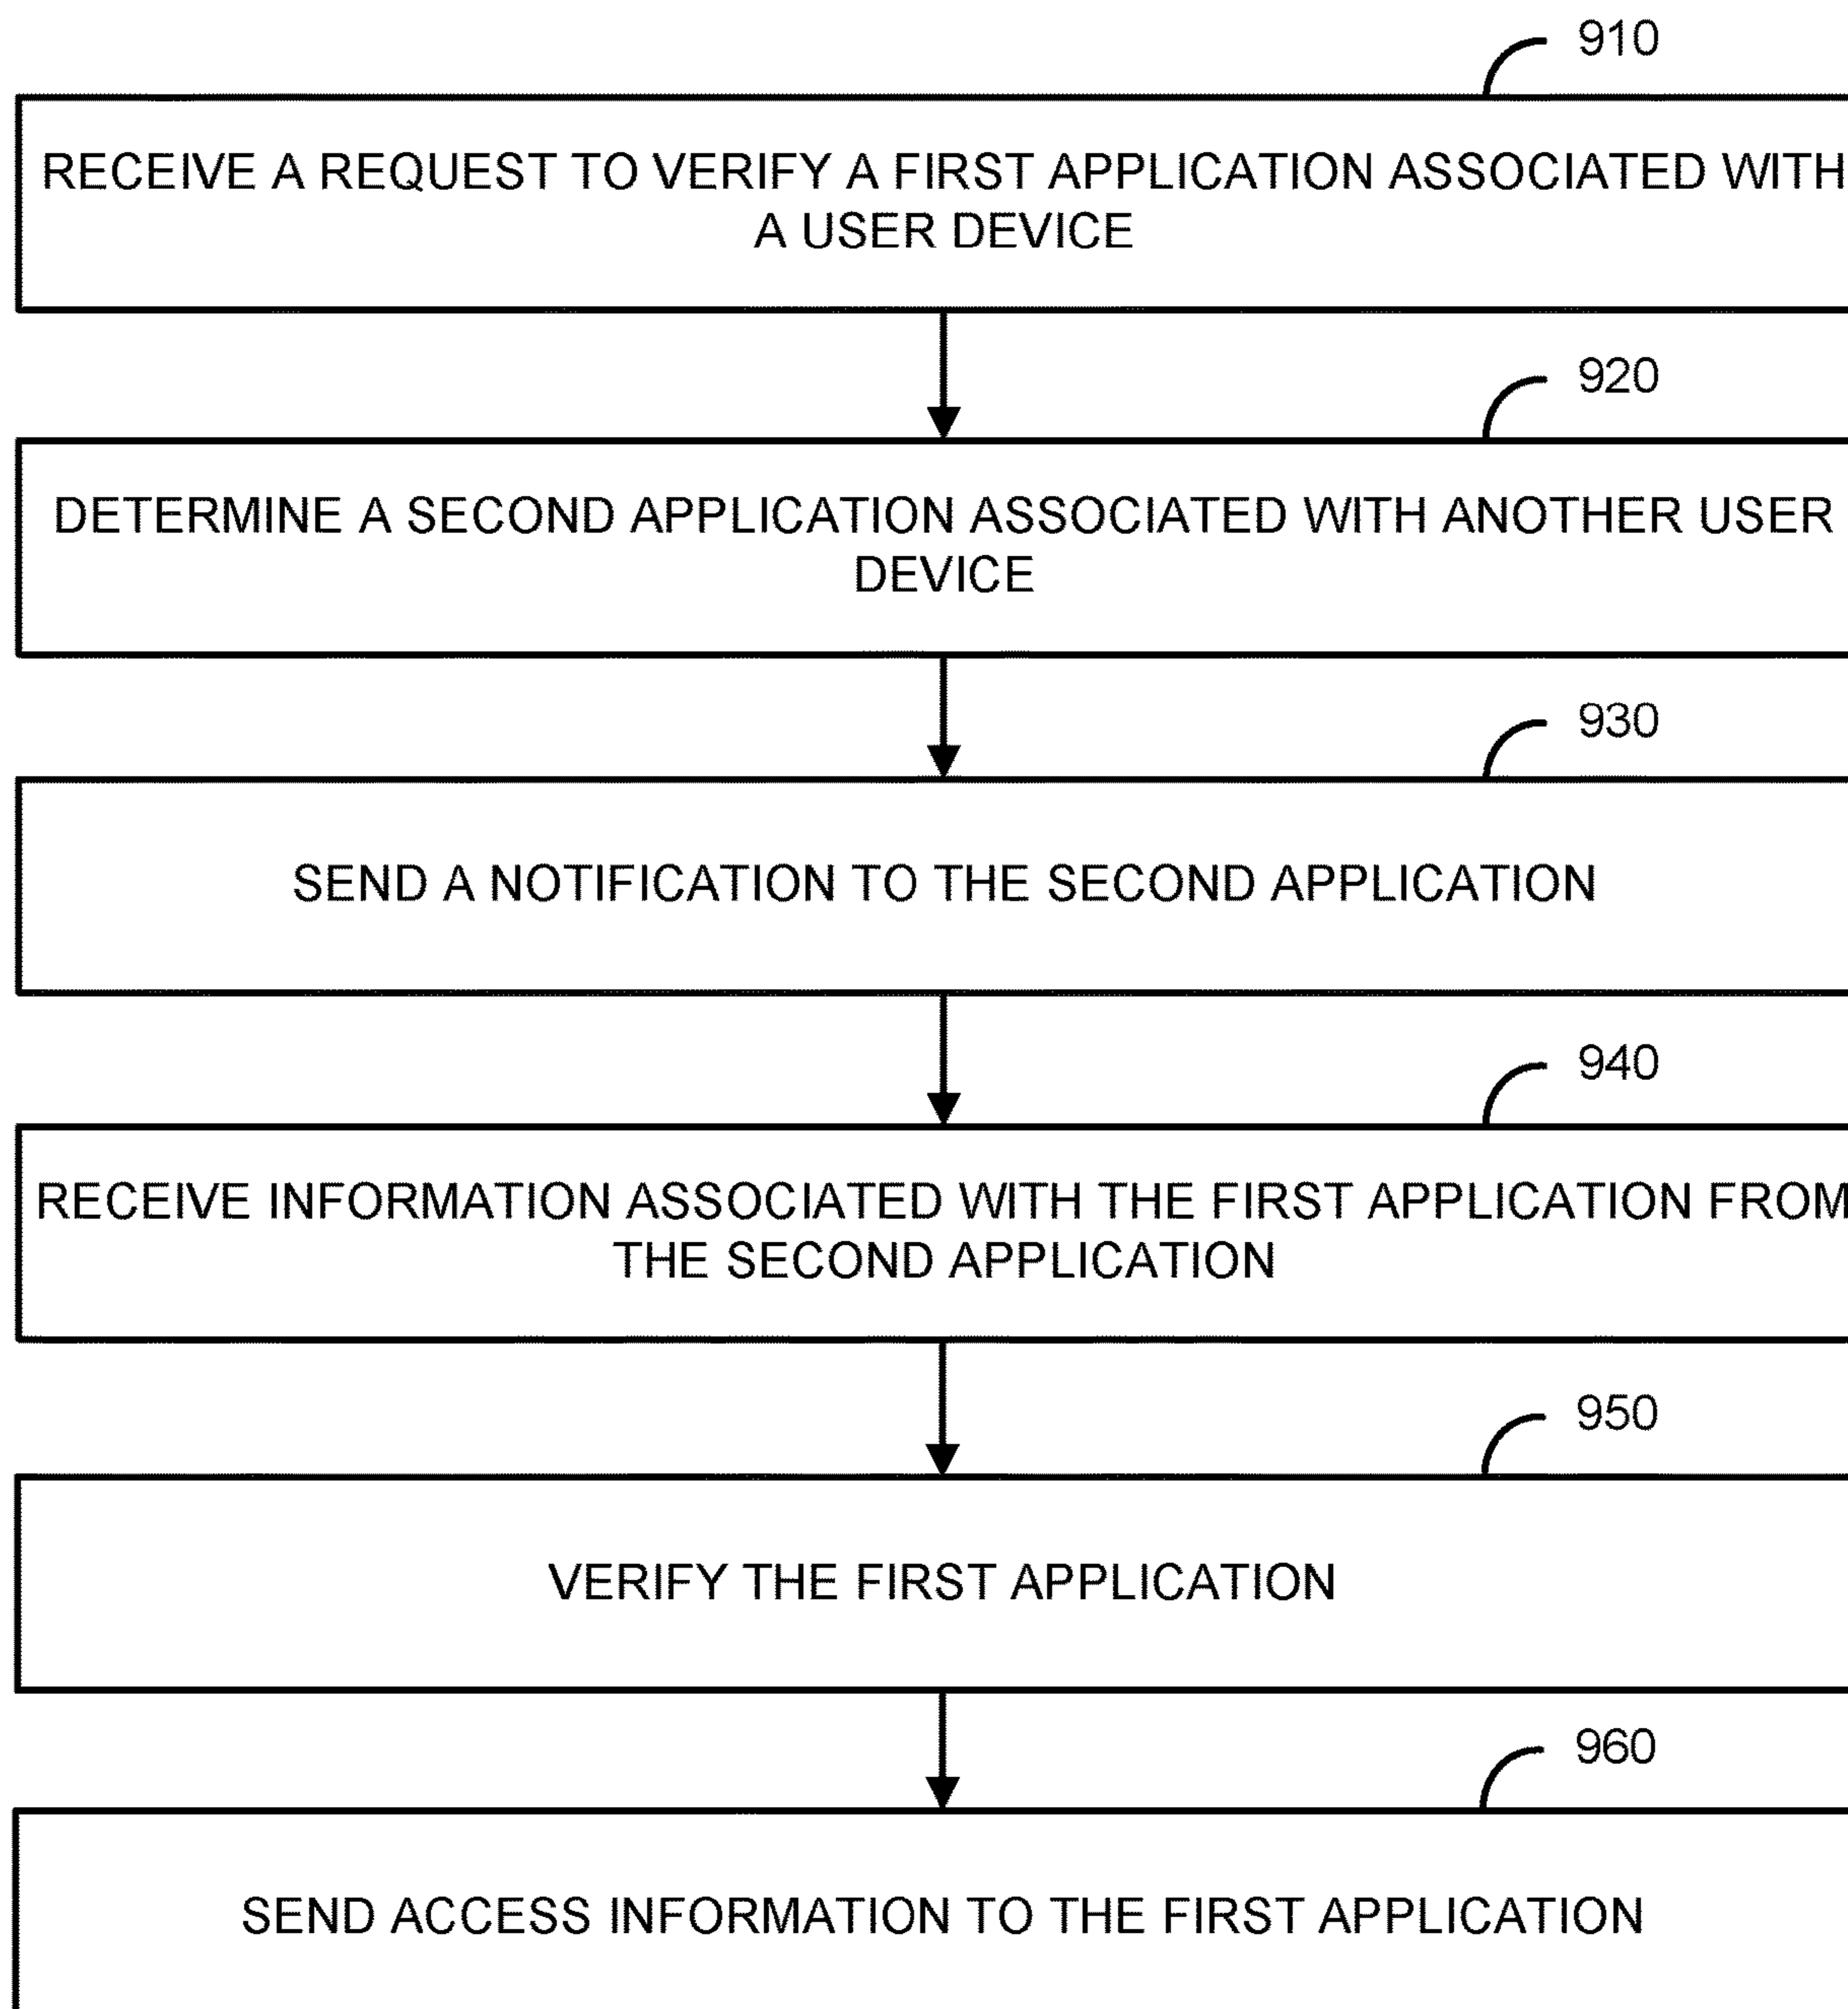 910
RECEIVE A REQUEST TO VERIFY A FIRST APPLICATION ASSOCIATED WITH
A USER DEVICE
920
DETERMINE A SECOND APPLICATION ASSOCIATED WITH ANOTHER USER
DEVICE
930
SEND A NOTIFICATION TO THE SECOND APPLICATION
940
RECEIVE INFORMATION ASSOCIATED WITH THE FIRST APPLICATION FROM
THE SECOND APPLICATION
950
VERIFY THE FIRST APPLICATION
960
SEND ACCESS INFORMATION TO THE FIRST APPLICATION